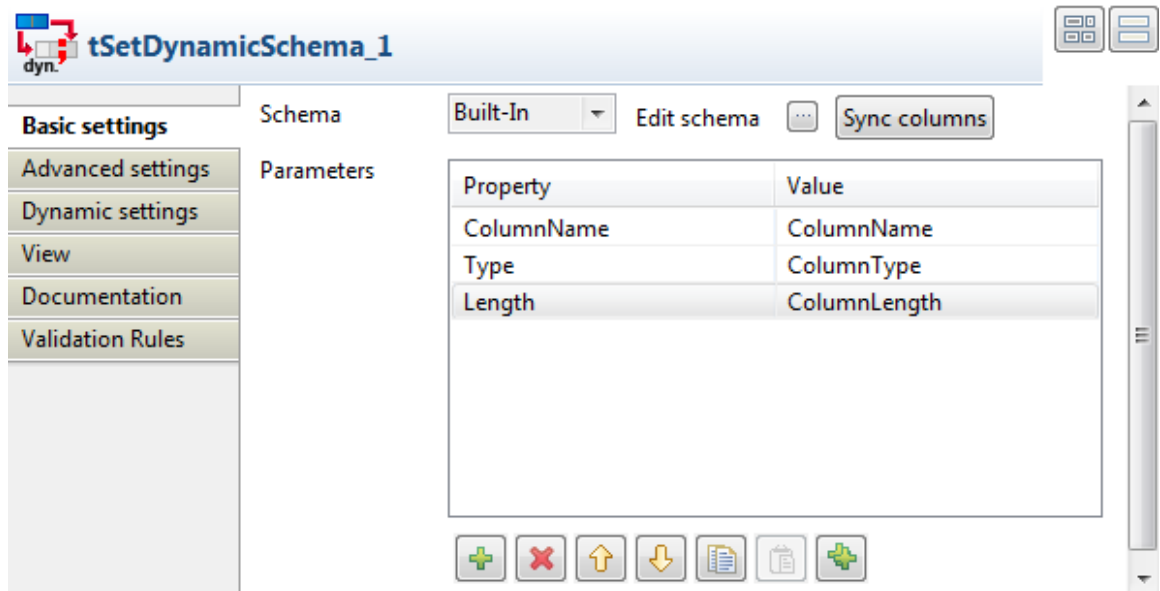 dyn.
tSetDynamicSchema_1
Basic settings
Advanced settings
Dynamic settings
View
Documentation
Validation Rules
Schema Built-In Edit schema ... Sync columns
Parameters
Property Value
ColumnName ColumnName
Type ColumnType
Length ColumnLength